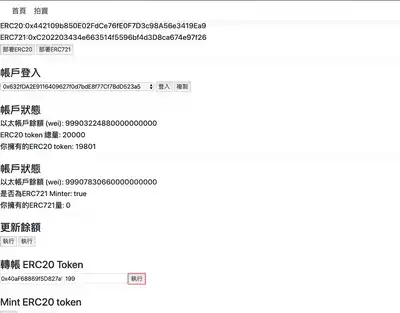 首頁 拍賣
ERC20:0x442109b850E02FdCe76fE0F7D3c98A56e3419Ea9
ERC721:0xC202203434e663514f5596bf4d3D8ca674e97f26
部署ERC20 部署ERC721
帳戶登入
0x632fDA2E9116409627f0d7bdE8f77Cf7BdD523a5 登入 複製
帳戶狀態
以太帳戶餘額 (wei): 99903224880000000000
ERC20 token 總量: 20000
你擁有的ERC20 token: 19801
帳戶狀態
以太帳戶餘額 (wei): 99907830660000000000
是否為ERC721 Minter: true
你擁有的ERC721量: 0
更新餘額
執行 執行
轉帳 ERC20 Token
0x40aF68869f5D827a 199 執行
Mint ERC20 token